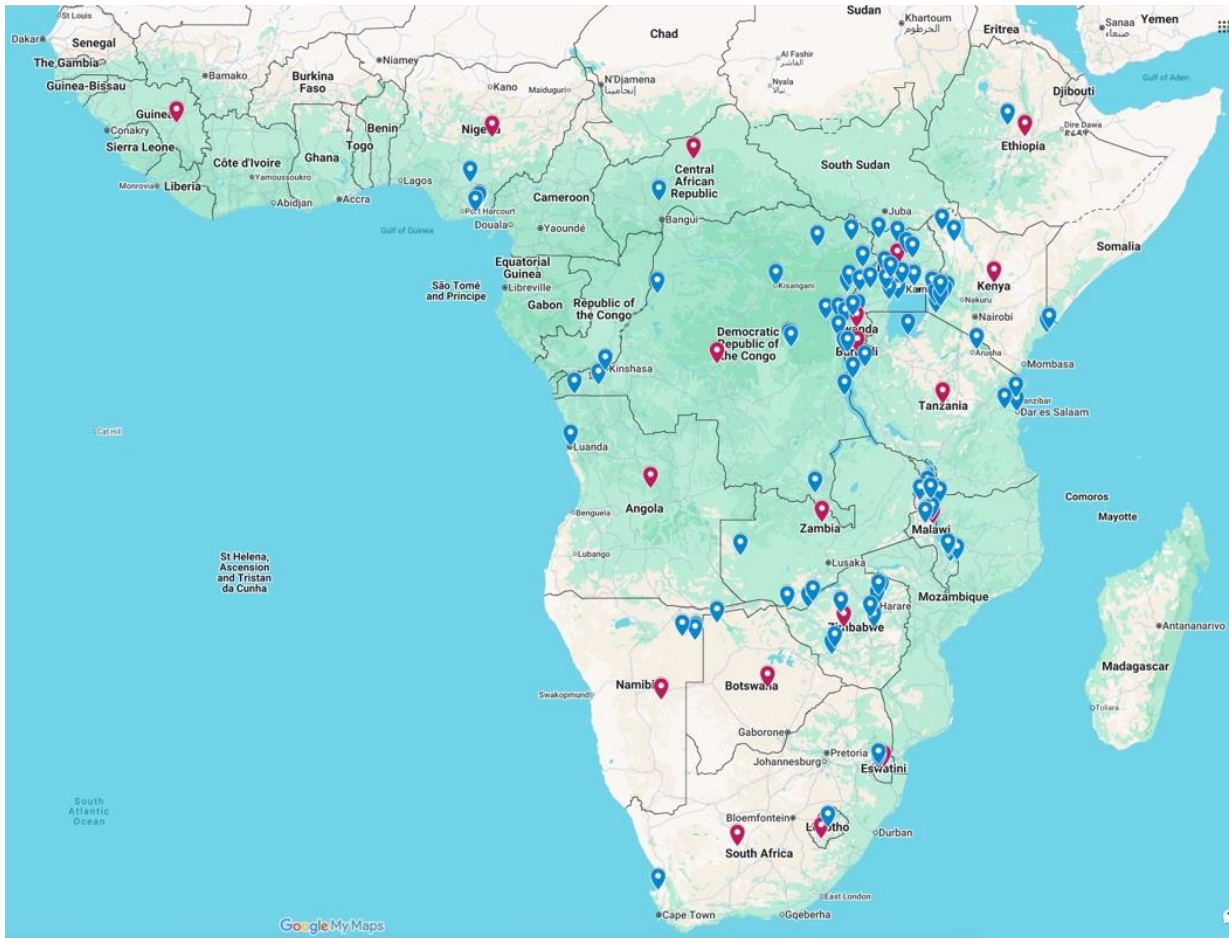 St Louis
Dakar
Senegal
The Gambia
Guinea-Bissau
Bamako
Burkina
Faso
Niamey
Kano
Maiduguri
N'Djamena
إنجامينا
Chad
Sudan
Khartoum
الخرطوم
Al Fashir
الفاشر
Nyala
نيالا
Eritrea
Sanaa
صنعاء
Yemen
Gulf of Aden
Djibouti
Dire Dawa
ድሬዳዋ
Ethiopia
Conakry
Sierra Leone
Monrovia
Liberia
Côte d'Ivoire
Yamoussoukro
Abidjan
Ghana
Accra
Togo
Benin
Lagos
Port Harcourt
Gulf of Guinea
Cameroon
Douala
Yaoundé
Central
African
Republic
Bangui
South Sudan
Juba
Somalia
Equatorial
Guinea
São Tomé
and Príncipe
Libreville
Gabon
Republic of
the Congo
Kisangani
Democratic
Republic of
the Congo
Kinshasa
Kenya
Nakuru
Nairobi
Arusha
Mombasa
Tanzania
Dar es Salaam
Cat Hill
Luanda
Angola
Benguela
Lubango
Zambia
Lusaka
Malawi
Comoros
Mayotte
St Helena,
Ascension
and Tristan
da Cunha
Harare
Mozambique
Antananarivo
Madagascar
Toliara
Swakopmund
Botswana
Gaborone
Pretoria
Johannesburg
Eswatini
South
Atlantic
Ocean
Bloemfontein
Durban
South Africa
East London
Cape Town
Gqeberha
Google My Maps